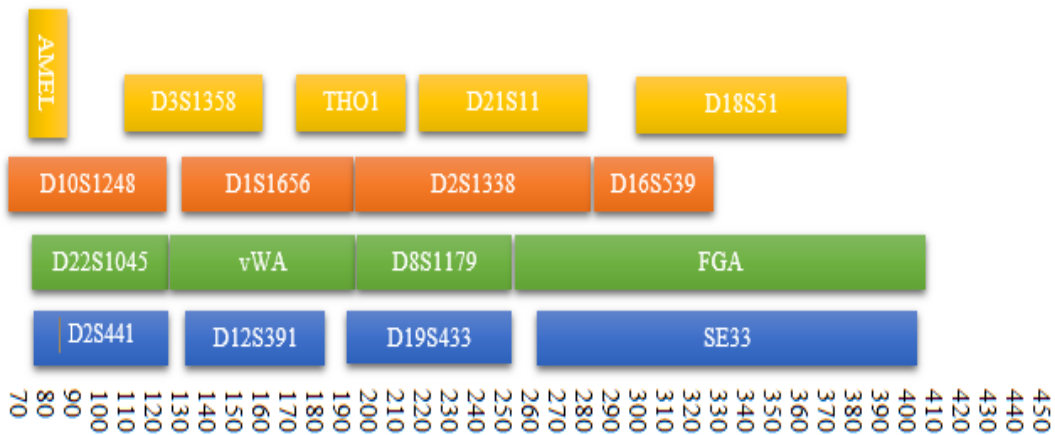 AMEL
D3S1358 THO1 D21S11 D18S51
D10S1248 D1S1656 D2S1338 D16S539
D22S1045 vWA D8S1179 FGA
D2S441 D12S391 D19S433 SE33
70 80 90 100 110 120 130 140 150 160 170 180 190 200 210 220 230 240 250 260 270 280 290 300 310 320 330 340 350 360 370 380 390 400 410 420 430 440 450